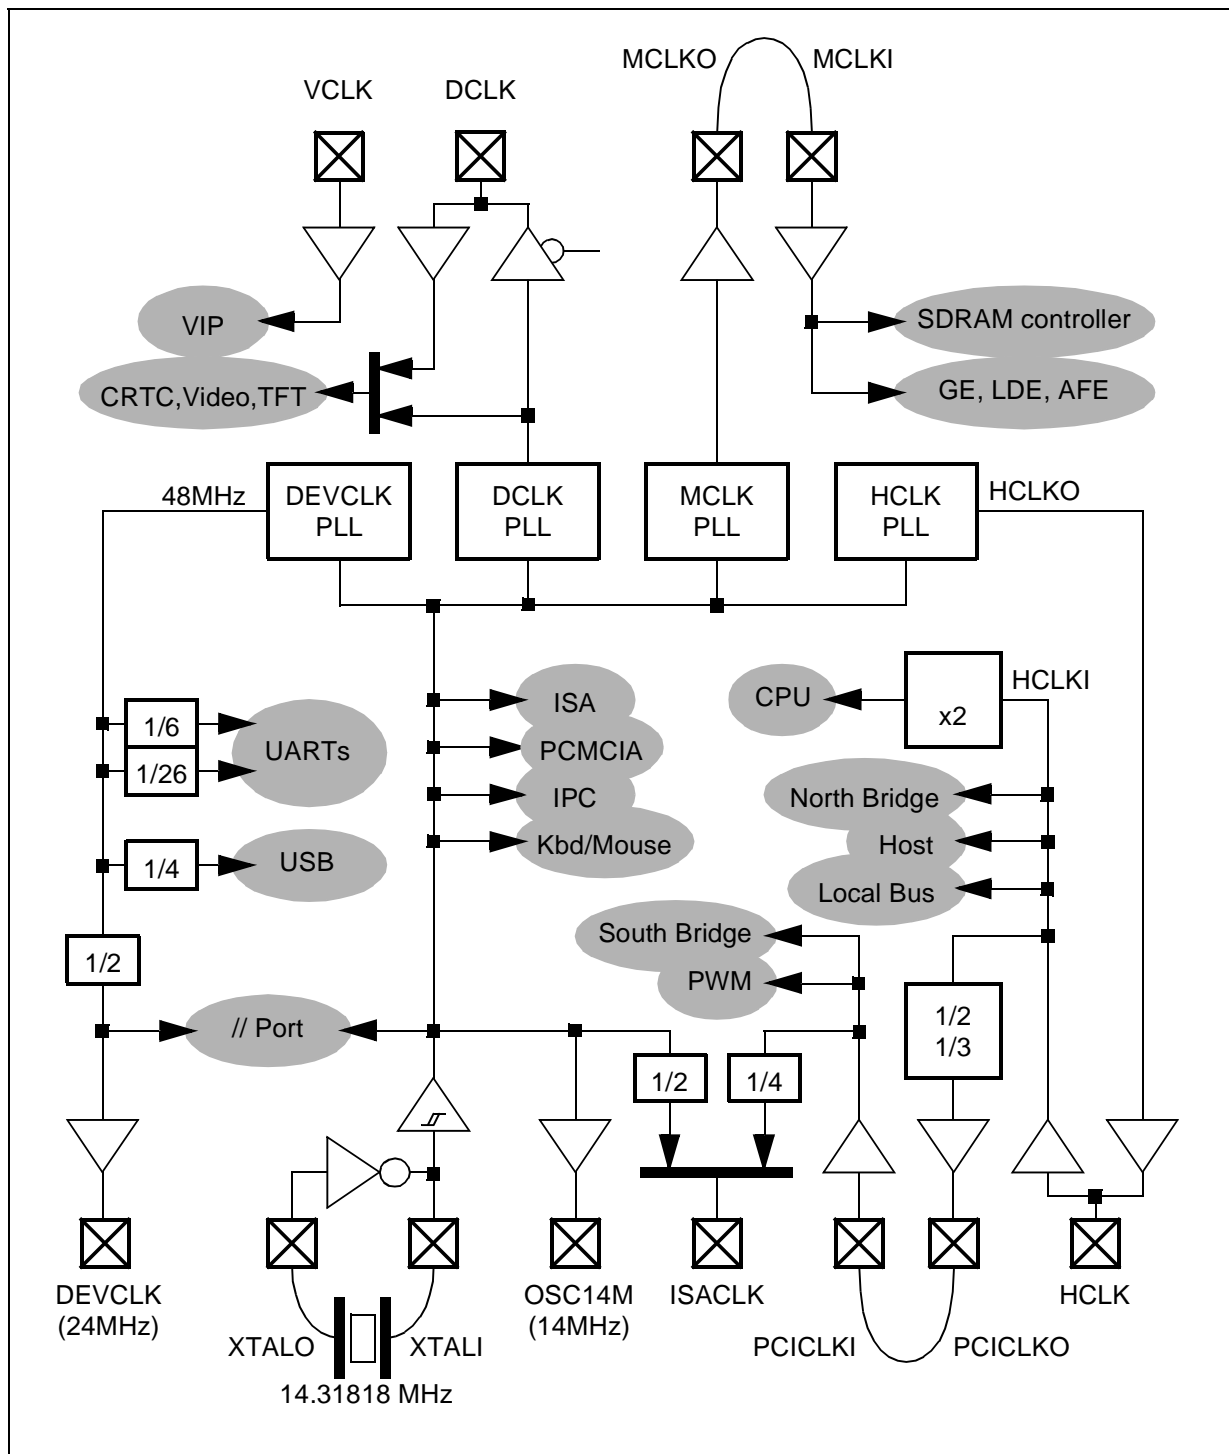 MCLKO
MCLKI
VCLK
DCLK
VIP
SDRAM controller
CRTC,Video,TFT
GE, LDE, AFE
48MHz
DEVCLK
PLL
DCLK
PLL
MCLK
PLL
HCLK
PLL
HCLKO
ISA
CPU
x2
HCLKI
1/6
UARTs
PCMCIA
1/26
IPC
North Bridge
Kbd/Mouse
Host
1/4
USB
Local Bus
South Bridge
1/2
PWM
1/2
1/3
// Port
1/2
1/4
DEVCLK
(24MHz)
OSC14M
(14MHz)
ISACLK
HCLK
XTALO
XTALI
PCICLKI
PCICLKO
14.31818 MHz